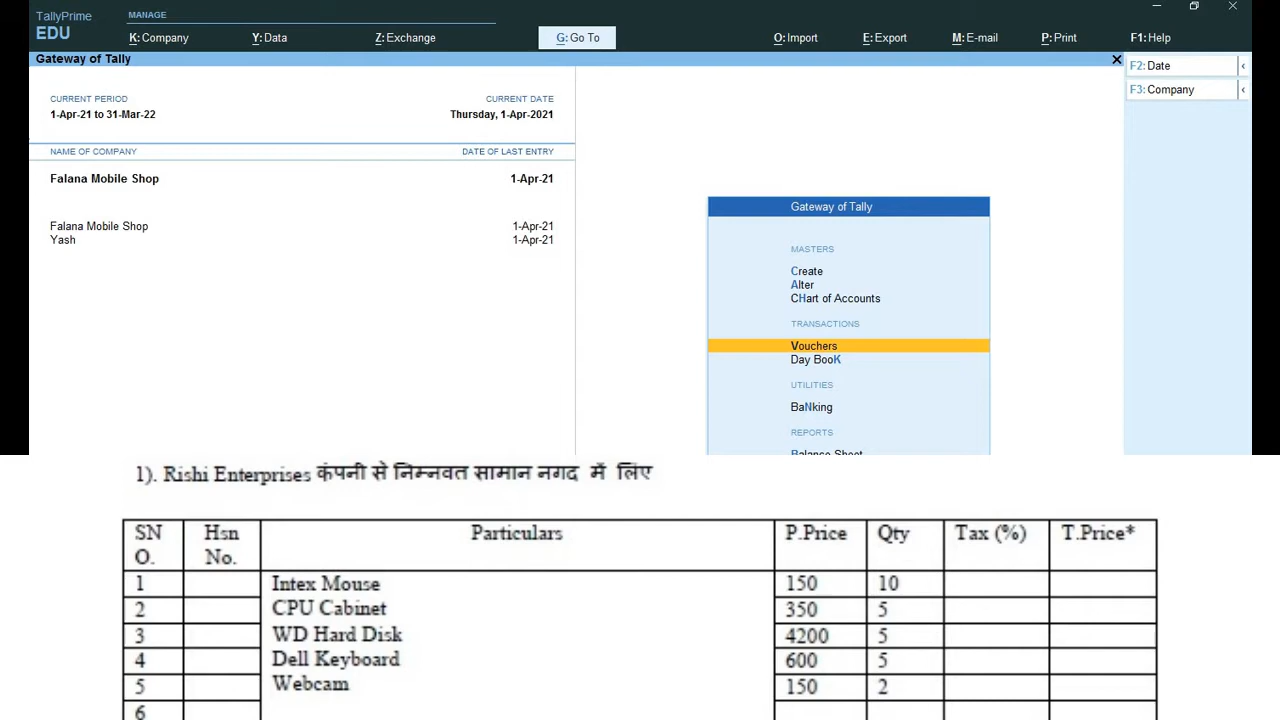 TallyPrime
EDU
MANAGE
K: Company
Y: Data
Z: Exchange
G: Go To
O: Import
E: Export
M: E-mail
P: Print
F1: Help
Gateway of Tally
F2: Date
F3: Company
CURRENT PERIOD
CURRENT DATE
1-Apr-21 to 31-Mar-22
Thursday, 1-Apr-2021
NAME OF COMPANY
DATE OF LAST ENTRY
Falana Mobile Shop
1-Apr-21
Falana Mobile Shop
1-Apr-21
Yash
1-Apr-21
Gateway of Tally
MASTERS
Create
Alter
CHart of Accounts
TRANSACTIONS
Vouchers
Day BooK
UTILITIES
BaNking
REPORTS
Balance Sheet
1). Rishi Enterprises कंपनी से निम्नवत सामान नगद में लिए
SN O. Hsn No. Particulars P.Price Qty Tax (%) T.Price*
1 Intex Mouse 150 10
2 CPU Cabinet 350 5
3 WD Hard Disk 4200 5
4 Dell Keyboard 600 5
5 Webcam 150 2
6